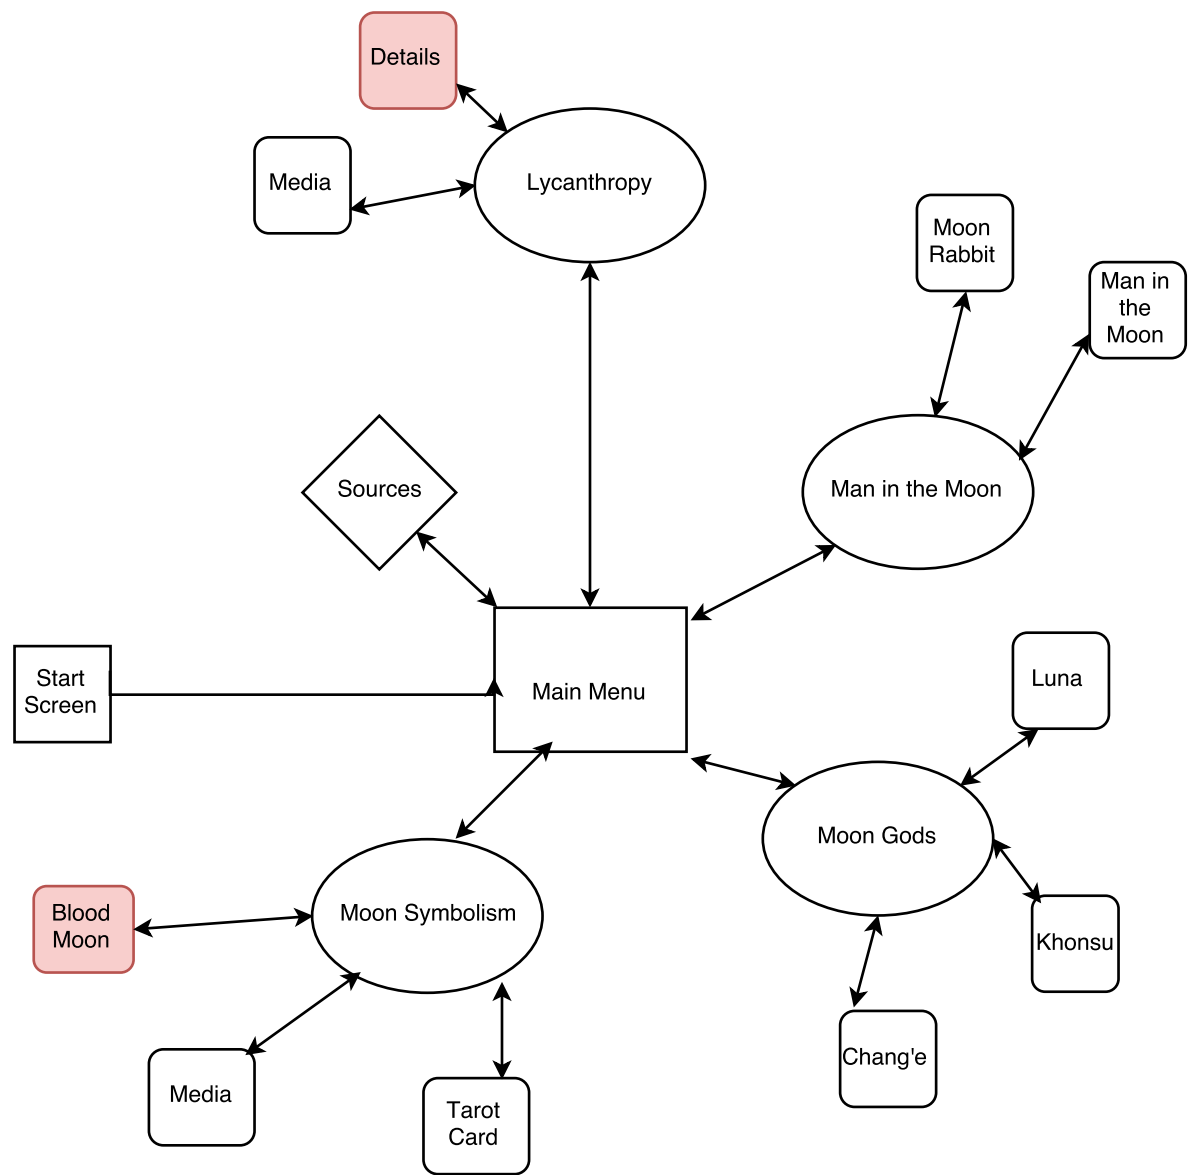 Details
Media
Lycanthropy
Moon
Rabbit
Man in
the
Moon
Sources
Man in the Moon
Start
Screen
Main Menu
Luna
Moon Gods
Blood
Moon
Moon Symbolism
Khonsu
Chang'e
Media
Tarot
Card